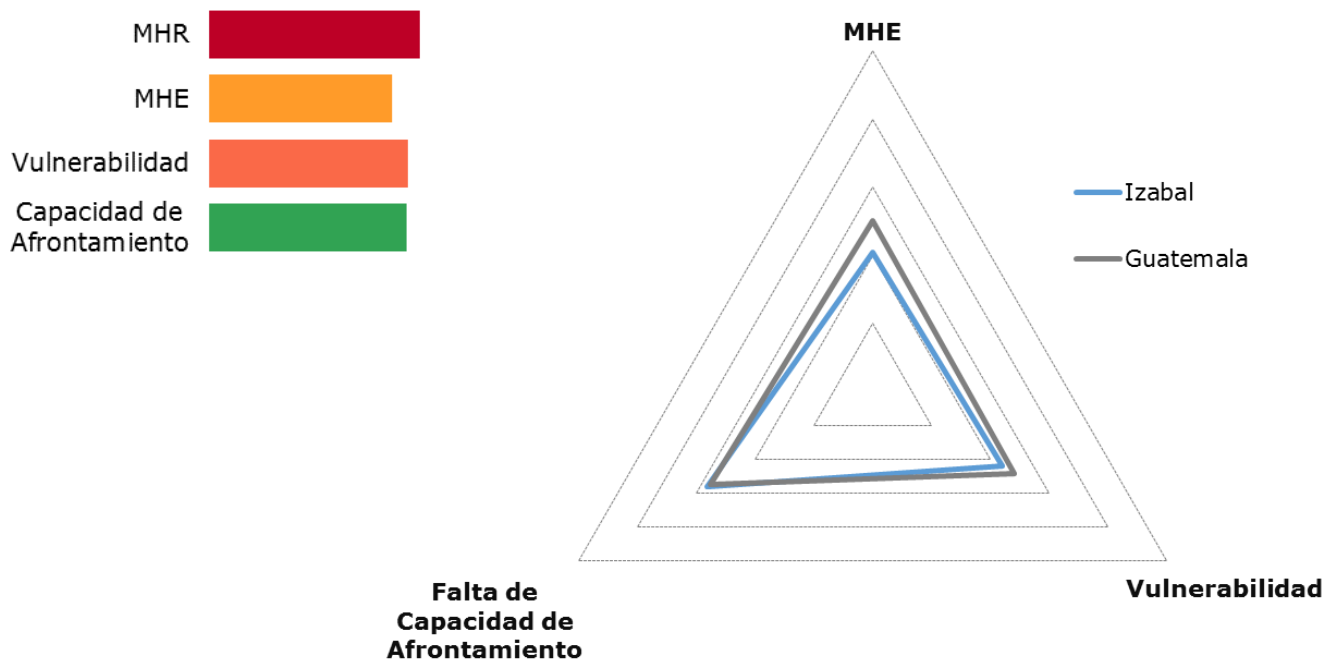 MHR
MHE
Vulnerabilidad
Capacidad de
Afrontamiento
MHE
Izabal
Guatemala
Falta de
Capacidad de
Afrontamiento
Vulnerabilidad